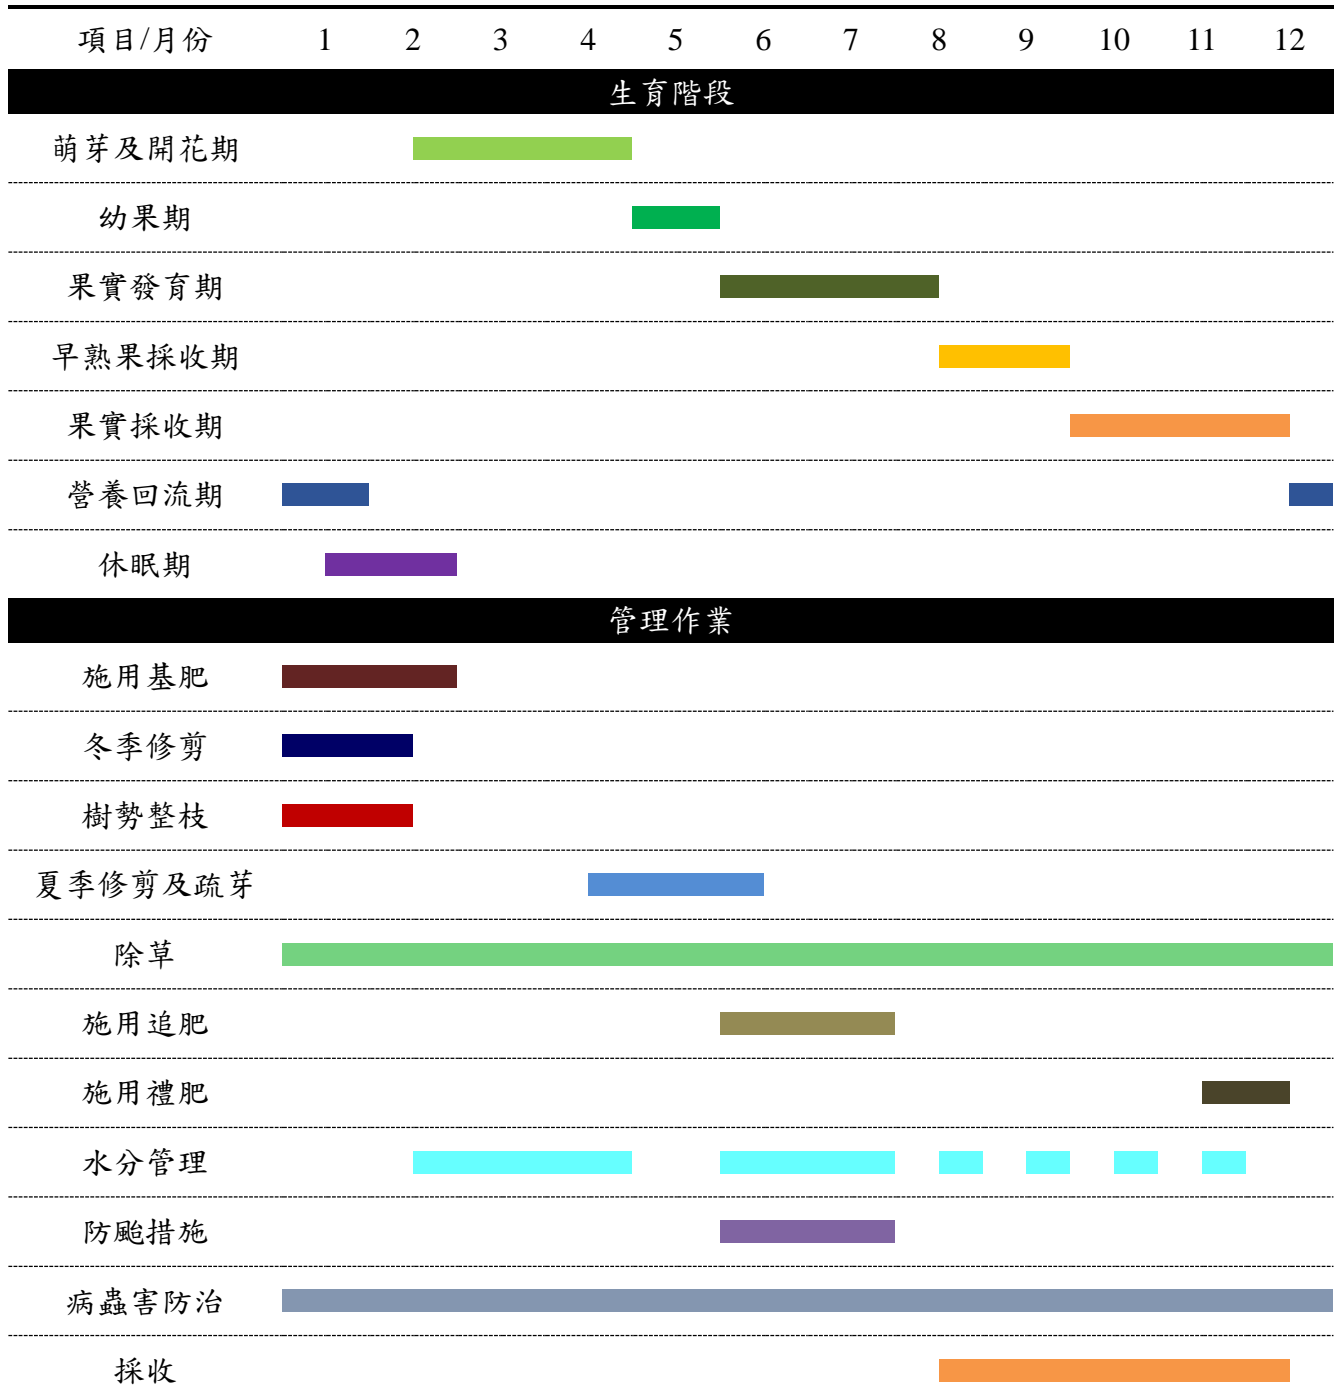 項目/月份 1 2 3 4 5 6 7 8 9 10 11 12
生育階段
萌芽及開花期
幼果期
果實發育期
早熟果採收期
果實採收期
營養回流期
休眠期
管理作業
施用基肥
冬季修剪
樹勢整枝
夏季修剪及疏芽
除草
施用追肥
施用禮肥
水分管理
防颱措施
病蟲害防治
採收